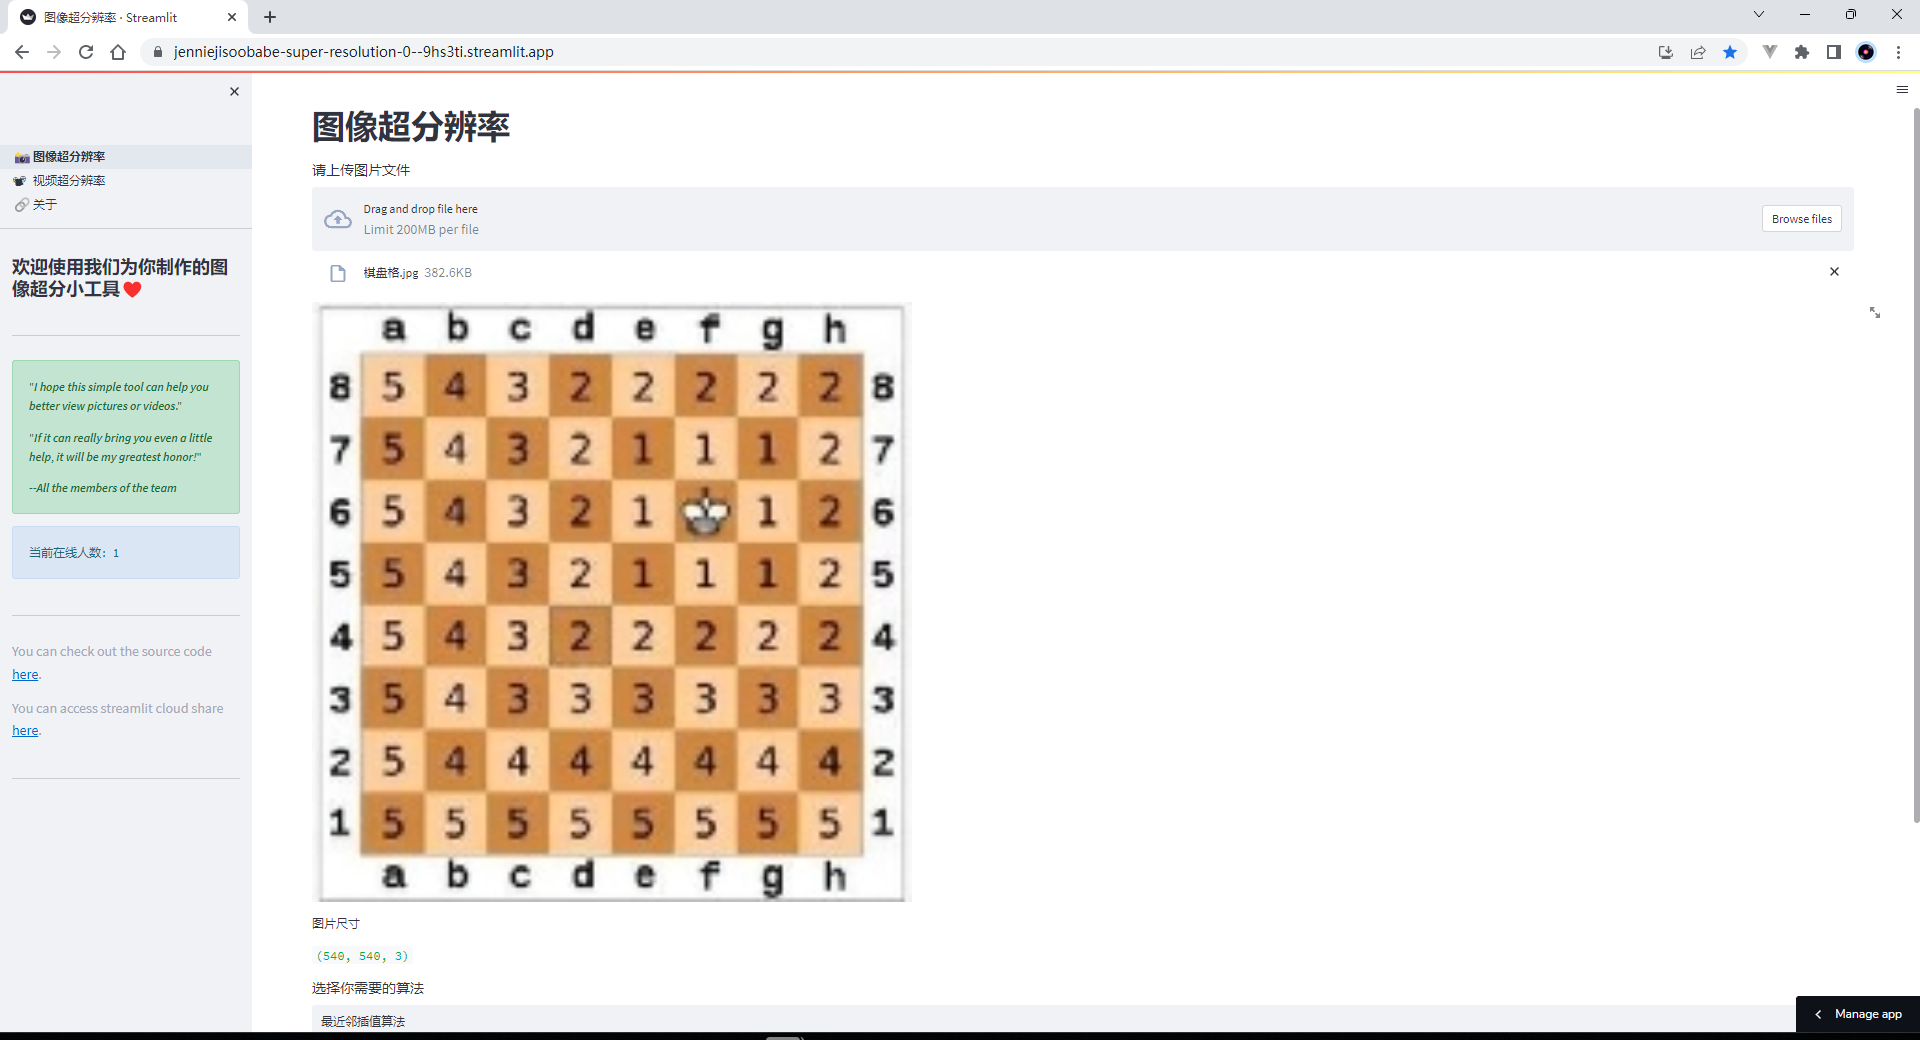 图像超分辨率 · Streamlit
jenniejisoobabe-super-resolution-0--9hs3ti.streamlit.app
图像超分辨率
视频超分辨率
关于
欢迎使用我们为你制作的图
像超分小工具
"I hope this simple tool can help you
better view pictures or videos."
"If it can really bring you even a little
help, it will be my greatest honor!"
--All the members of the team
当前在线人数: 1
You can check out the source code
here.
You can access streamlit cloud share
here.
图像超分辨率
请上传图片文件
Drag and drop file here
Limit 200MB per file
Browse files
棋盘格.jpg 382.6KB
a b c d e f g h
8 5 4 3 2 2 2 2 2 8
7 5 4 3 2 1 1 1 2 7
6 5 4 3 2 1 1 2 6
5 5 4 3 2 1 1 1 2 5
4 5 4 3 2 2 2 2 2 4
3 5 4 3 3 3 3 3 3 3
2 5 4 4 4 4 4 4 4 2
1 5 5 5 5 5 5 5 5 1
a b c d e f g h
图片尺寸
(540, 540, 3)
选择你需要的算法
最近邻插值算法
Manage app